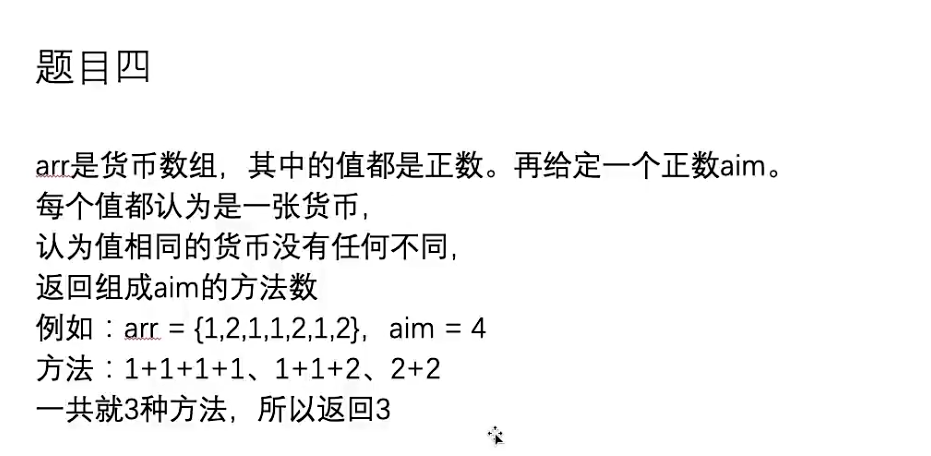 题目四
arr是货币数组，其中的值都是正数。再给定一个正数aim。
每个值都认为是一张货币，
认为值相同的货币没有任何不同，
返回组成aim的方法数
例如：arr = {1,2,1,1,2,1,2}，aim = 4
方法：1+1+1+1、1+1+2、2+2
一共就3种方法，所以返回3